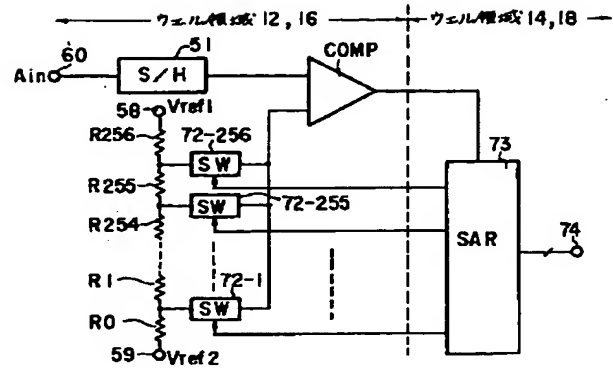 ウェル領域 12, 16
ウェル領域 14, 18
60
51
COMP
Ain
S/H
58
Vref1
R256
72-256
SW
73
R255
SW
72-255
R254
SAR
74
R1
72-1
SW
R0
59
Vref2